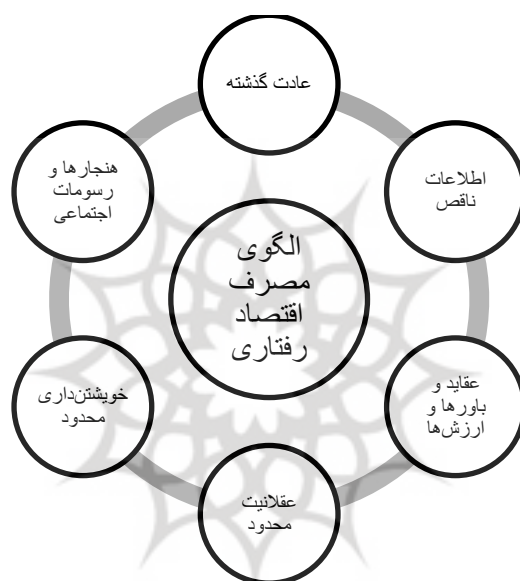 عادت گذشته
اطلاعات
ناقص
عقاید و
باورها و
ارزش‌ها
عقلانیت
محدود
خویشتن‌داری
محدود
هنجارها و
رسومات
اجتماعی
الگوی
مصرف
اقتصاد
رفتاری